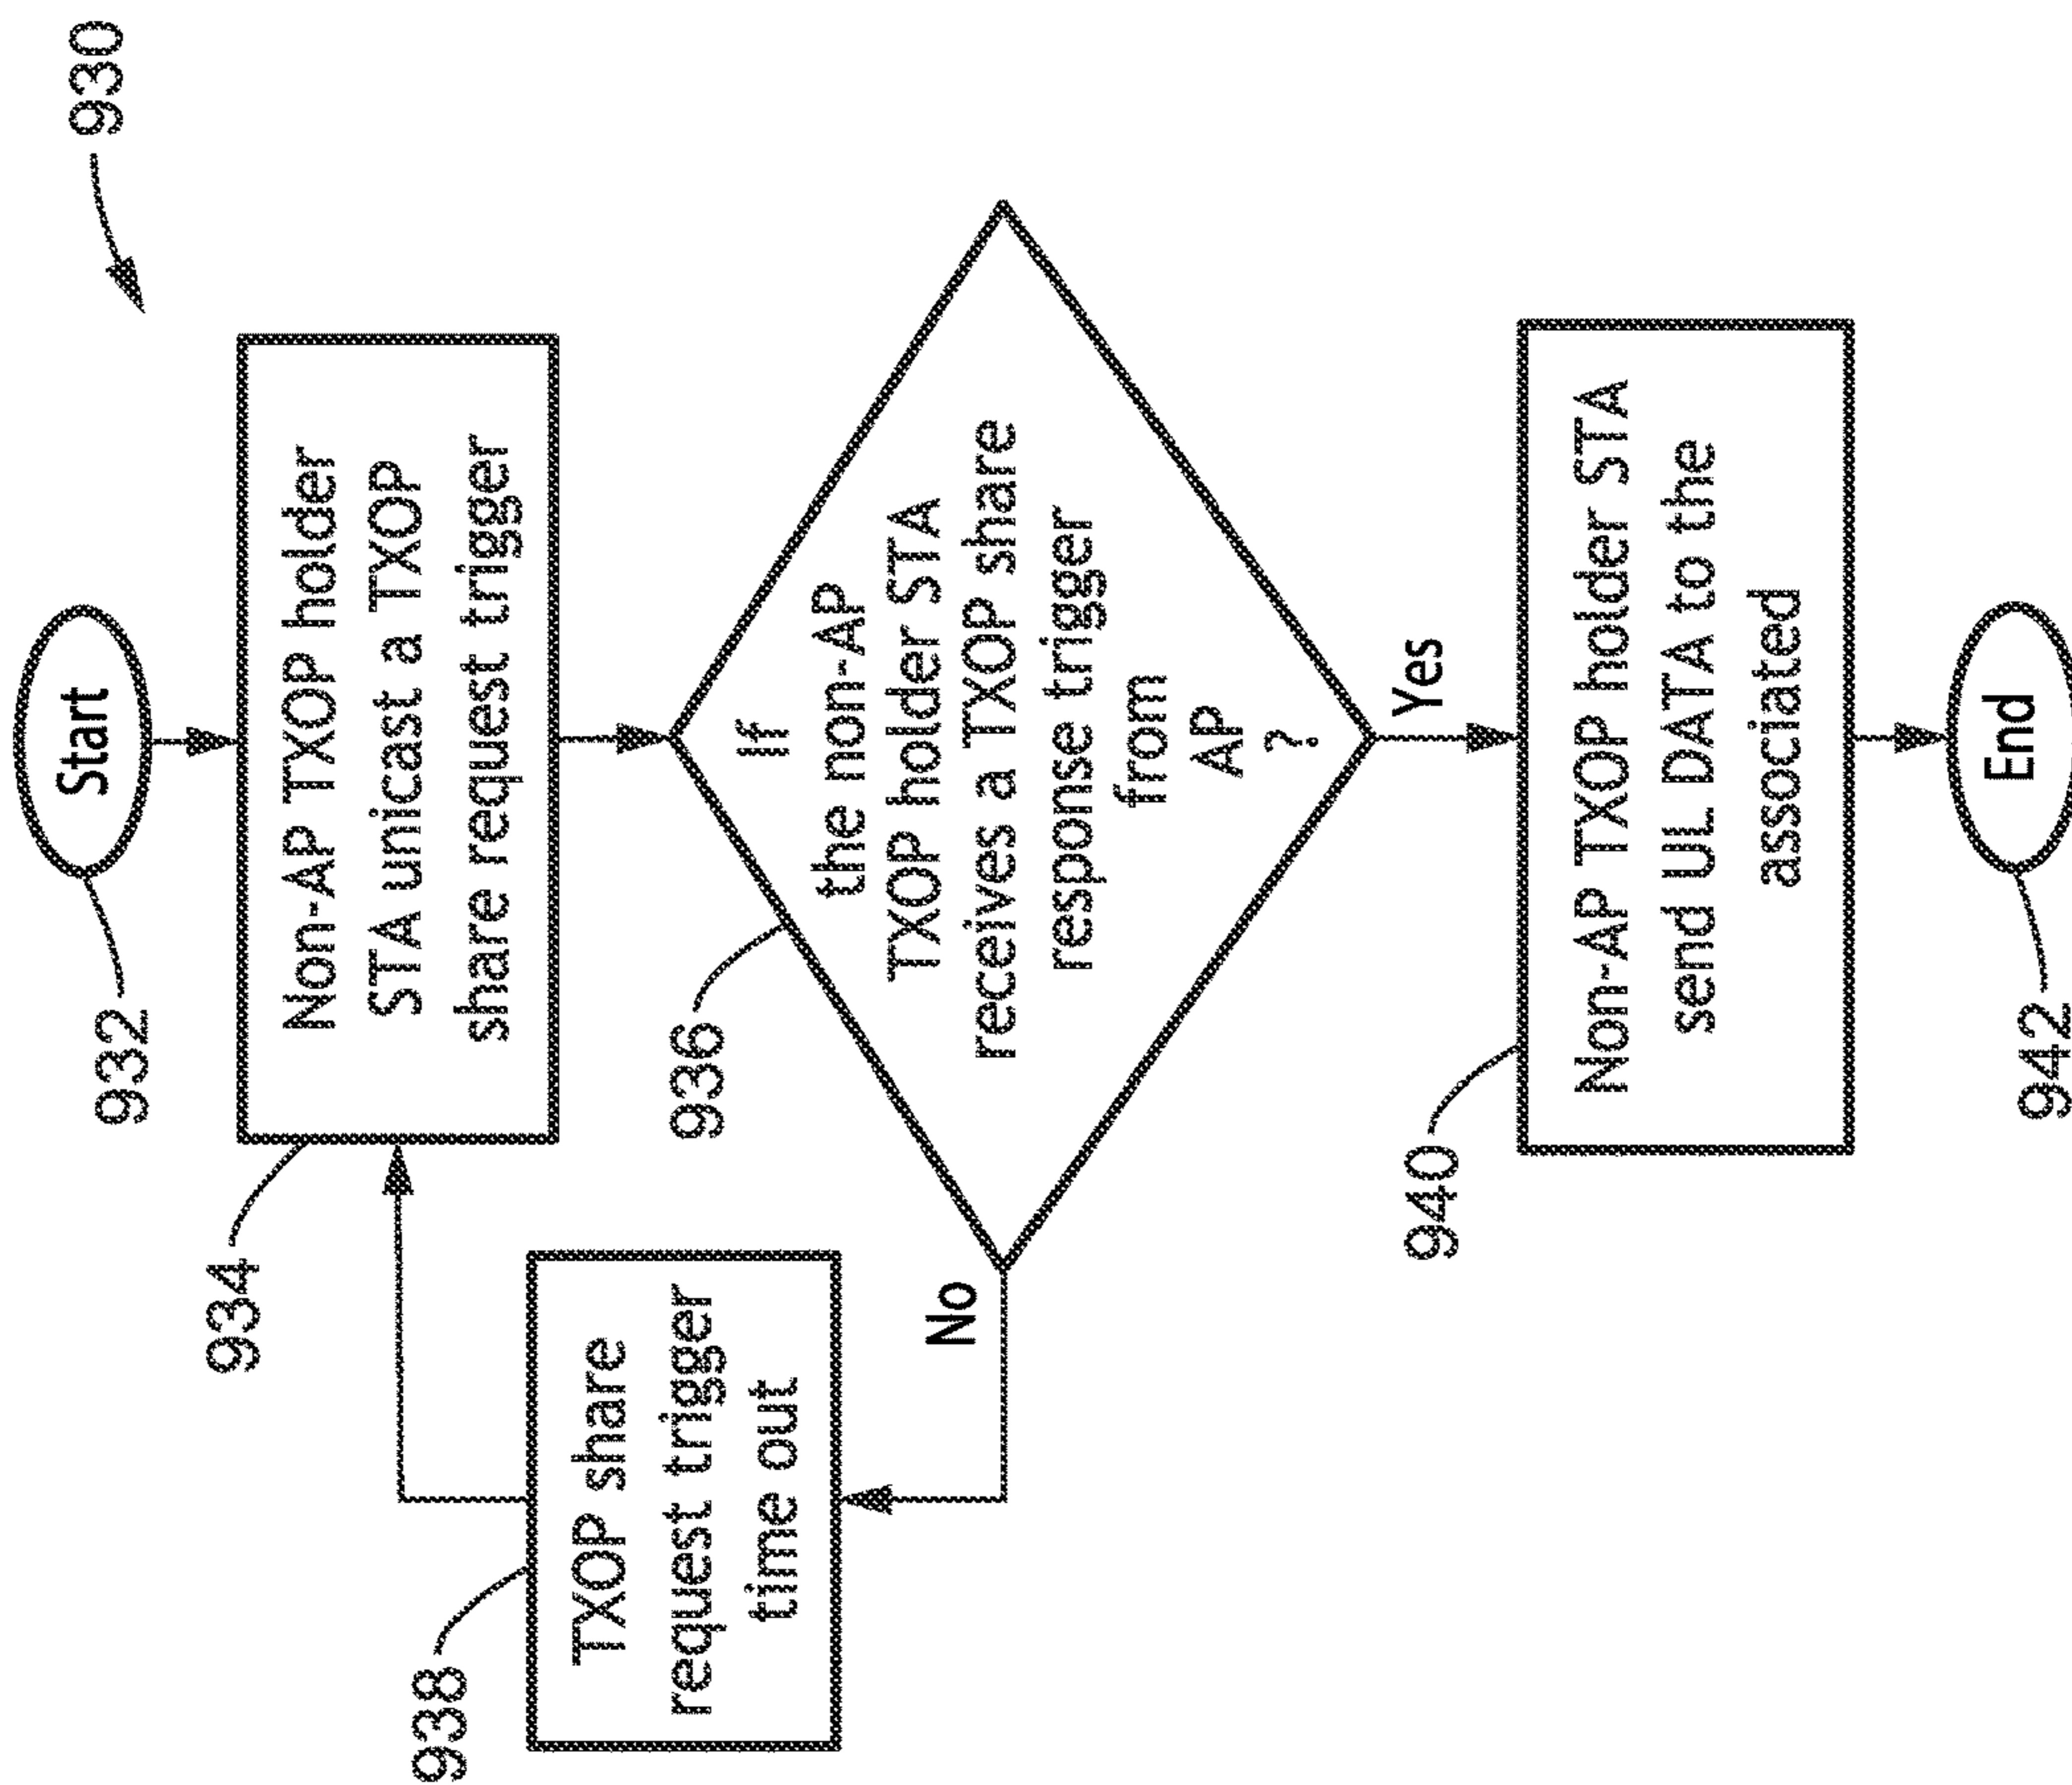 930
Start
932
934
Non-AP TXOP holder
STA unicast a TXOP
share request trigger
936
If
the non-AP
TXOP holder STA
receives a TXOP share
response trigger
from
AP
?
No
938
TXOP share
request trigger
time out
Yes
940
Non-AP TXOP holder STA
send UL DATA to the
associated
End
942